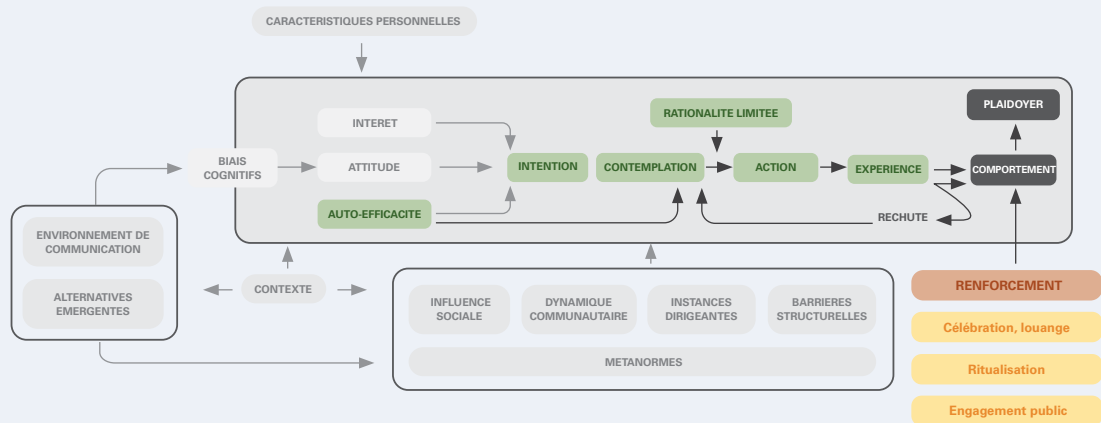 CARACTERISTIQUES PERSONNELLES
PLAIDOYER
RATIONALITE LIMITEE
INTERET
BIAIS
COGNITIFS
ATTITUDE
INTENTION
CONTEMPLATION
ACTION
EXPERIENCE
COMPORTEMENT
AUTO-EFFICACITE
RECHUTE
ENVIRONNEMENT DE
COMMUNICATION
ALTERNATIVES
EMERGENTES
CONTEXTE
INFLUENCE
SOCIALE
DYNAMIQUE
COMMUNAUTAIRE
INSTANCES
DIRIGEANTES
BARRIERES
STRUCTURELLES
METANORMES
RENFORCEMENT
Célébration, louange
Ritualisation
Engagement public